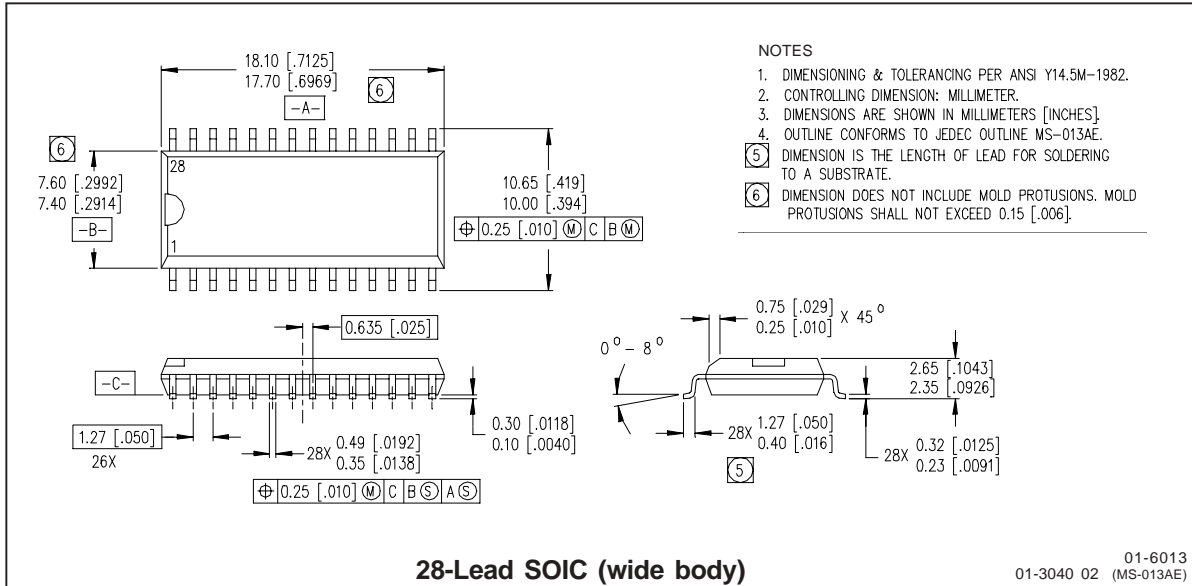 18.10 [.7125]
17.70 [.6969]
-A-
6
6
7.60 [.2992]
7.40 [.2914]
-B-
28
1
10.65 [.419]
10.00 [.394]
⌖ 0.25 [.010] Ⓜ C B Ⓜ
NOTES
1. DIMENSIONING & TOLERANCING PER ANSI Y14.5M-1982.
2. CONTROLLING DIMENSION: MILLIMETER.
3. DIMENSIONS ARE SHOWN IN MILLIMETERS [INCHES].
4. OUTLINE CONFORMS TO JEDEC OUTLINE MS-013AE.
5 DIMENSION IS THE LENGTH OF LEAD FOR SOLDERING
TO A SUBSTRATE.
6 DIMENSION DOES NOT INCLUDE MOLD PROTUSIONS. MOLD
PROTUSIONS SHALL NOT EXCEED 0.15 [.006].
0.635 [.025]
-C-
1.27 [.050]
26X
28X 0.49 [.0192]
0.35 [.0138]
⌖ 0.25 [.010] Ⓜ C B Ⓢ A Ⓢ
0.30 [.0118]
0.10 [.0040]
0.75 [.029]
0.25 [.010] X 45°
0° - 8°
2.65 [.1043]
2.35 [.0926]
28X 1.27 [.050]
0.40 [.016]
5
28X 0.32 [.0125]
0.23 [.0091]
28-Lead SOIC (wide body)
01-6013
01-3040 02 (MS-013AE)